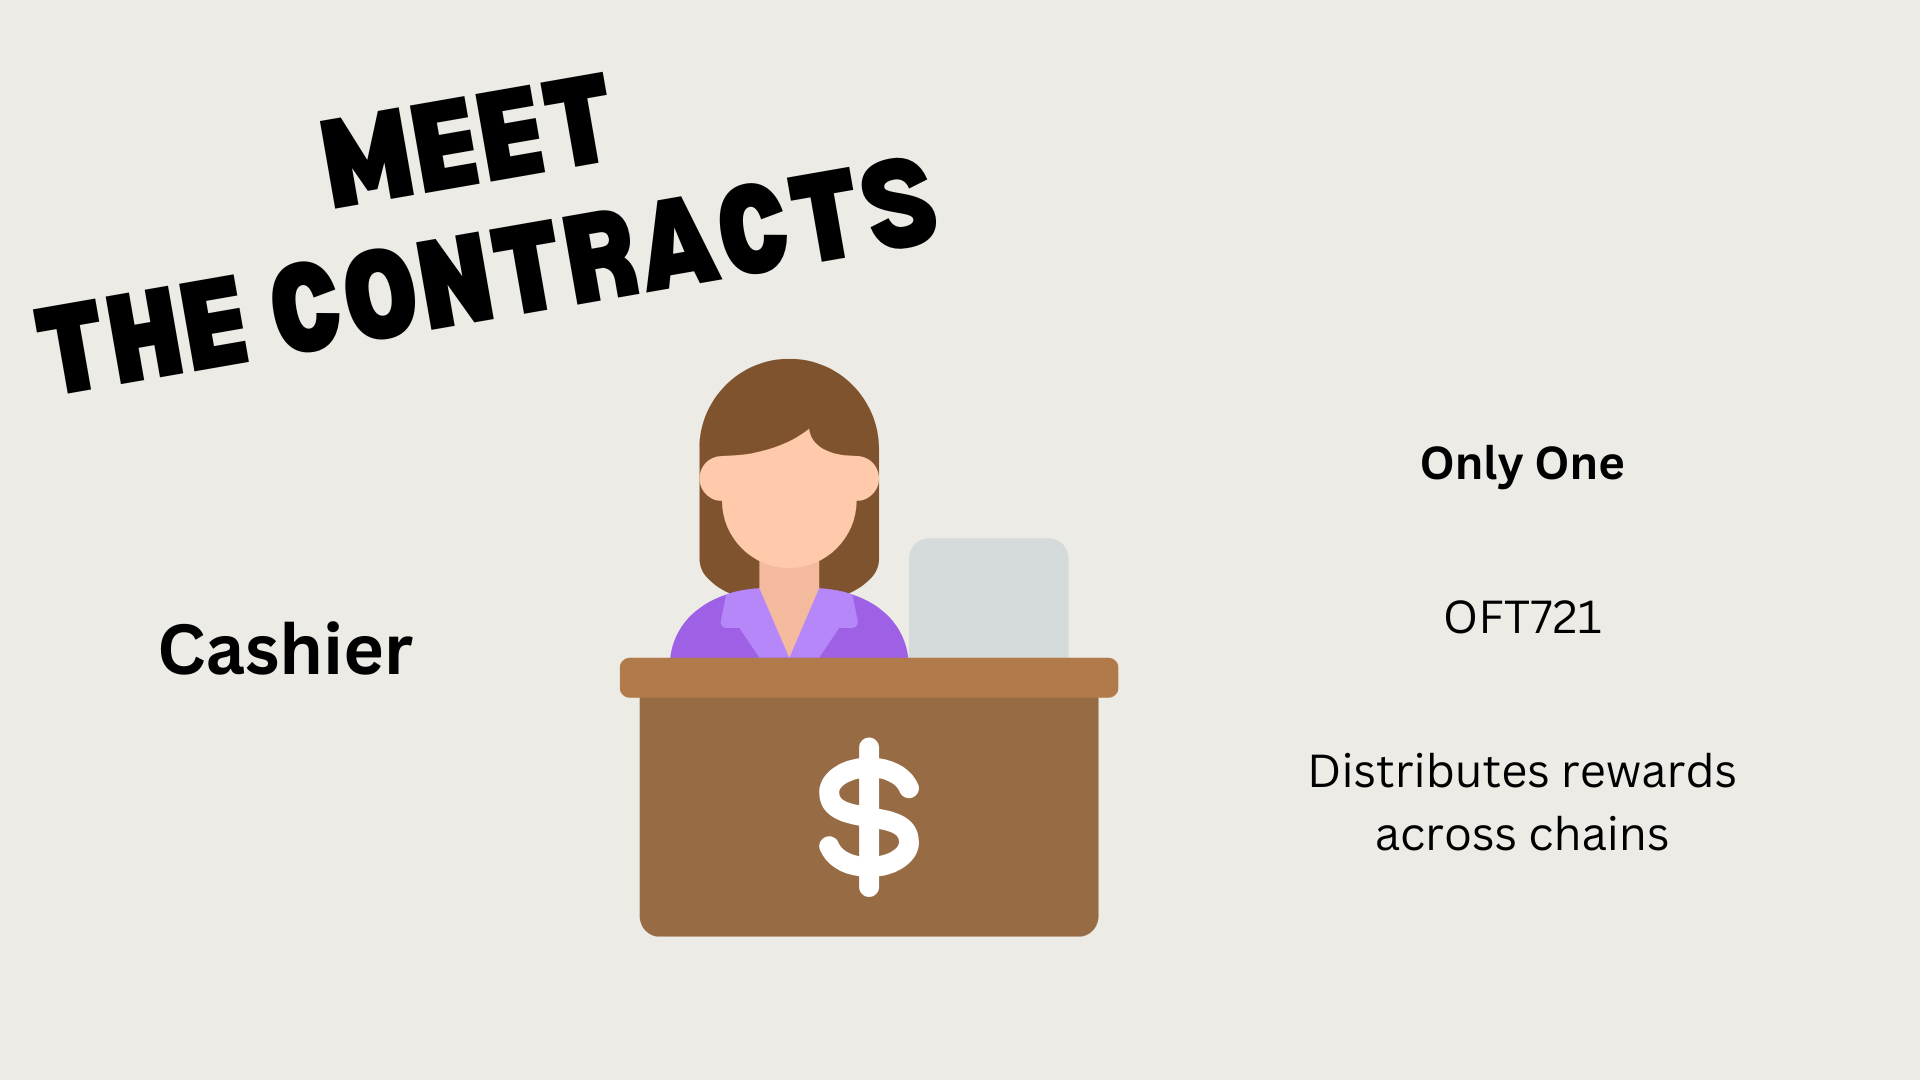 MEET
THE CONTRACTS
Cashier
$
Only One
OFT721
Distributes rewards
across chains